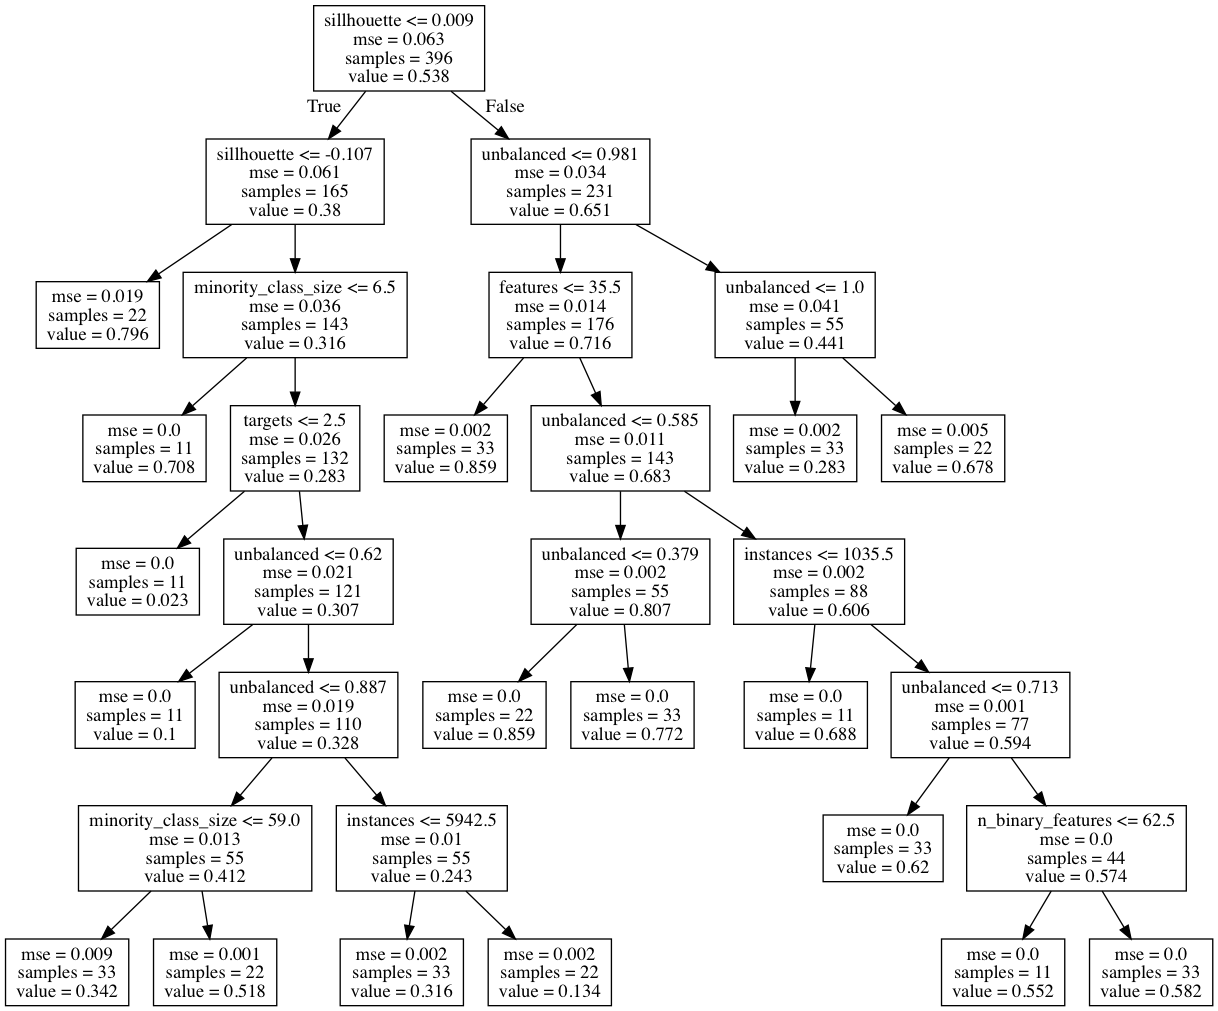 sillhouette <= 0.009
mse = 0.063
samples = 396
value = 0.538
True
False
sillhouette <= -0.107
mse = 0.061
samples = 165
value = 0.38
unbalanced <= 0.981
mse = 0.034
samples = 231
value = 0.651
mse = 0.019
samples = 22
value = 0.796
minority_class_size <= 6.5
mse = 0.036
samples = 143
value = 0.316
features <= 35.5
mse = 0.014
samples = 176
value = 0.716
unbalanced <= 1.0
mse = 0.041
samples = 55
value = 0.441
mse = 0.0
samples = 11
value = 0.708
targets <= 2.5
mse = 0.026
samples = 132
value = 0.283
mse = 0.002
samples = 33
value = 0.859
unbalanced <= 0.585
mse = 0.011
samples = 143
value = 0.683
mse = 0.002
samples = 33
value = 0.283
mse = 0.005
samples = 22
value = 0.678
mse = 0.0
samples = 11
value = 0.023
unbalanced <= 0.62
mse = 0.021
samples = 121
value = 0.307
unbalanced <= 0.379
mse = 0.002
samples = 55
value = 0.807
instances <= 1035.5
mse = 0.002
samples = 88
value = 0.606
mse = 0.0
samples = 11
value = 0.1
unbalanced <= 0.887
mse = 0.019
samples = 110
value = 0.328
mse = 0.0
samples = 22
value = 0.859
mse = 0.0
samples = 33
value = 0.772
mse = 0.0
samples = 11
value = 0.688
unbalanced <= 0.713
mse = 0.001
samples = 77
value = 0.594
minority_class_size <= 59.0
mse = 0.013
samples = 55
value = 0.412
instances <= 5942.5
mse = 0.01
samples = 55
value = 0.243
mse = 0.0
samples = 33
value = 0.62
n_binary_features <= 62.5
mse = 0.0
samples = 44
value = 0.574
mse = 0.009
samples = 33
value = 0.342
mse = 0.001
samples = 22
value = 0.518
mse = 0.002
samples = 33
value = 0.316
mse = 0.002
samples = 22
value = 0.134
mse = 0.0
samples = 11
value = 0.552
mse = 0.0
samples = 33
value = 0.582